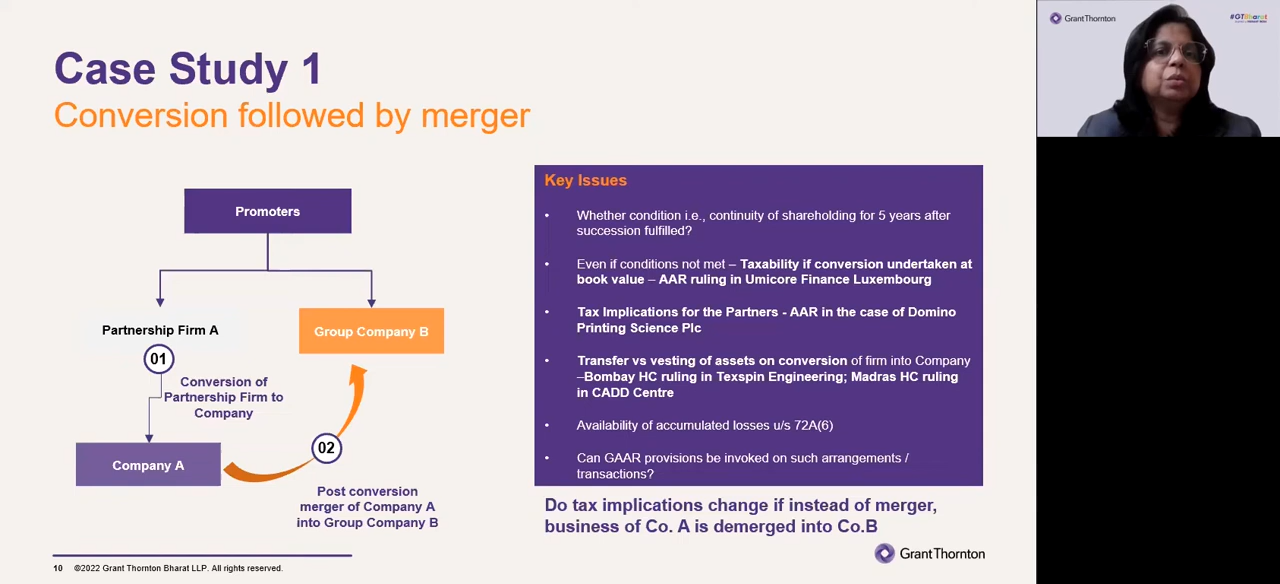 Case Study 1
Conversion followed by merger
Promoters
Partnership Firm A
Group Company B
01
Conversion of
Partnership Firm to
Company
Company A
02
Post conversion
merger of Company A
into Group Company B
Key Issues
• Whether condition i.e., continuity of shareholding for 5 years after
succession fulfilled?
• Even if conditions not met – Taxability if conversion undertaken at
book value – AAR ruling in Umicore Finance Luxembourg
• Tax Implications for the Partners - AAR in the case of Domino
Printing Science Plc
• Transfer vs vesting of assets on conversion of firm into Company
–Bombay HC ruling in Texspin Engineering; Madras HC ruling
in CADD Centre
• Availability of accumulated losses u/s 72A(6)
• Can GAAR provisions be invoked on such arrangements /
transactions?
Do tax implications change if instead of merger,
business of Co. A is demerged into Co.B
10 ©2022 Grant Thornton Bharat LLP. All rights reserved.
GrantThornton
GrantThornton
#GTBharat